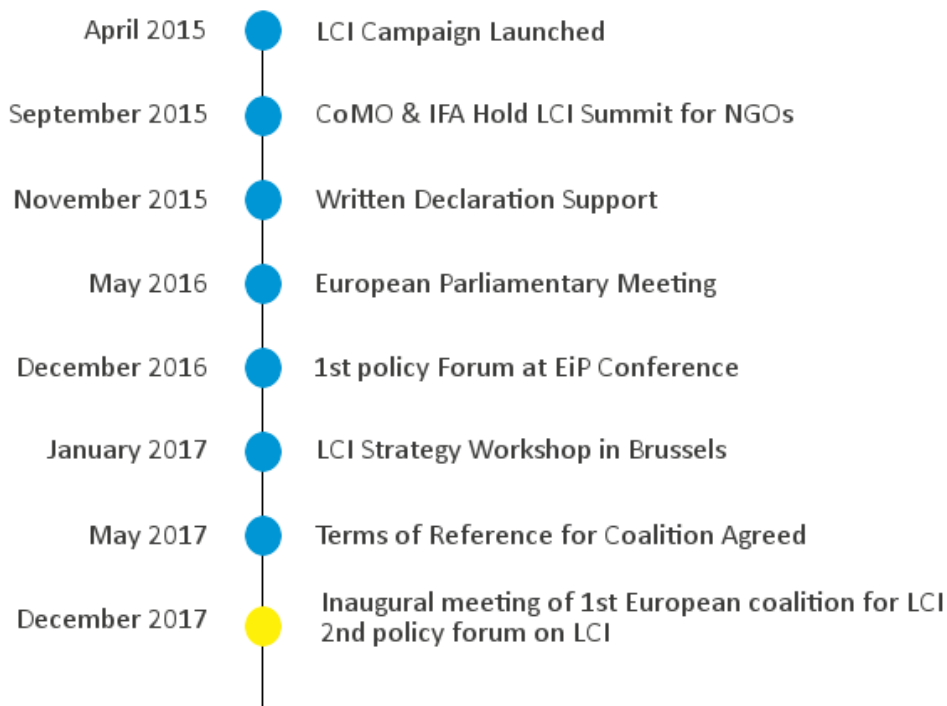 April 2015 LCI Campaign Launched
September 2015 CoMO & IFA Hold LCI Summit for NGOs
November 2015 Written Declaration Support
May 2016 European Parliamentary Meeting
December 2016 1st policy Forum at EiP Conference
January 2017 LCI Strategy Workshop in Brussels
May 2017 Terms of Reference for Coalition Agreed
December 2017 Inaugural meeting of 1st European coalition for LCI
2nd policy forum on LCI